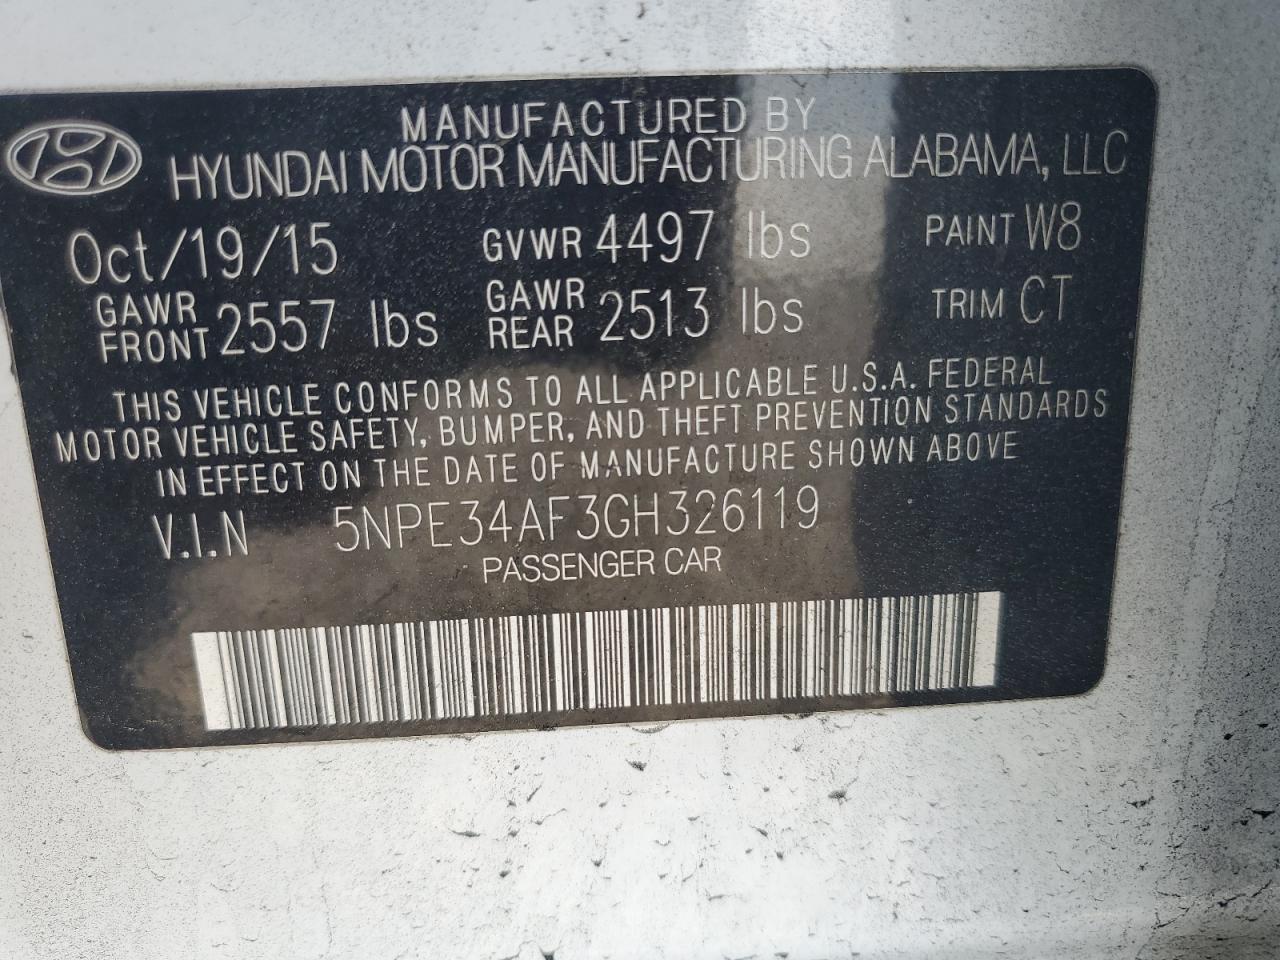 MANUFACTURED BY
HYUNDAI MOTOR MANUFACTURING ALABAMA, LLC
Oct/19/15 GVWR 4497 lbs PAINT W8
GAWR FRONT 2557 lbs GAWR REAR 2513 lbs TRIM CT
THIS VEHICLE CONFORMS TO ALL APPLICABLE U.S.A. FEDERAL
MOTOR VEHICLE SAFETY, BUMPER, AND THEFT PREVENTION STANDARDS
IN EFFECT ON THE DATE OF MANUFACTURE SHOWN ABOVE
V.I.N 5NPE34AF3GH326119
PASSENGER CAR